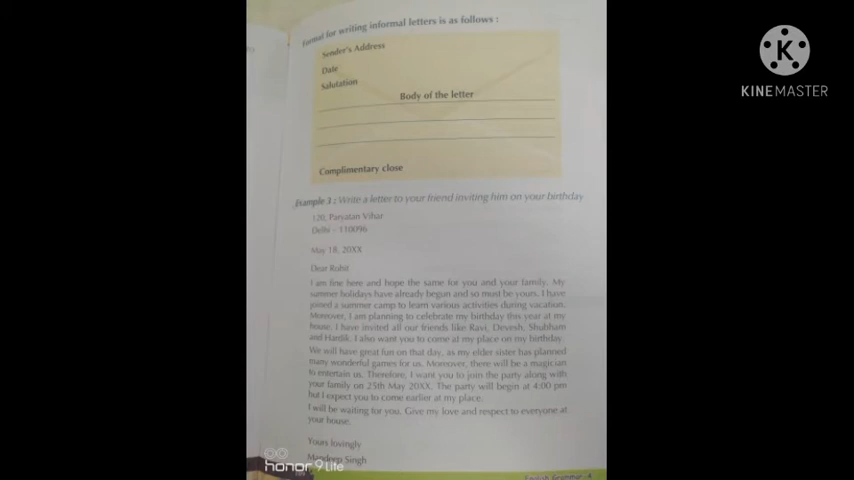 Format for writing informal letters is as follows :
Sender's Address
Date
Salutation
Body of the letter
Complimentary close
Example 3 : Write a letter to your friend inviting him on your birthday
120, Paryatan Vihar
Delhi - 110096
May 18, 20XX
Dear Rohit
I am fine here and hope the same for you and your family. My
summer holidays have already begun and so must be yours. I have
joined a summer camp to learn various activities during vacation.
Moreover, I am planning to celebrate my birthday this year at my
house. I have invited all our friends like Ravi, Devesh, Shubham
and Hardik. I also want you to come at my place on my birthday.
We will have great fun on that day, as my elder sister has planned
many wonderful games for us. Moreover, there will be a magician
to entertain us. Therefore, I want you to join the party along with
your family on 25th May 20XX. The party will begin at 4:00 pm
but I expect you to come earlier at my place.
I will be waiting for you. Give my love and respect to everyone at
your house.
Yours lovingly
Mandeep Singh
English Grammar-4
honor 9 Lite
KINEMASTER